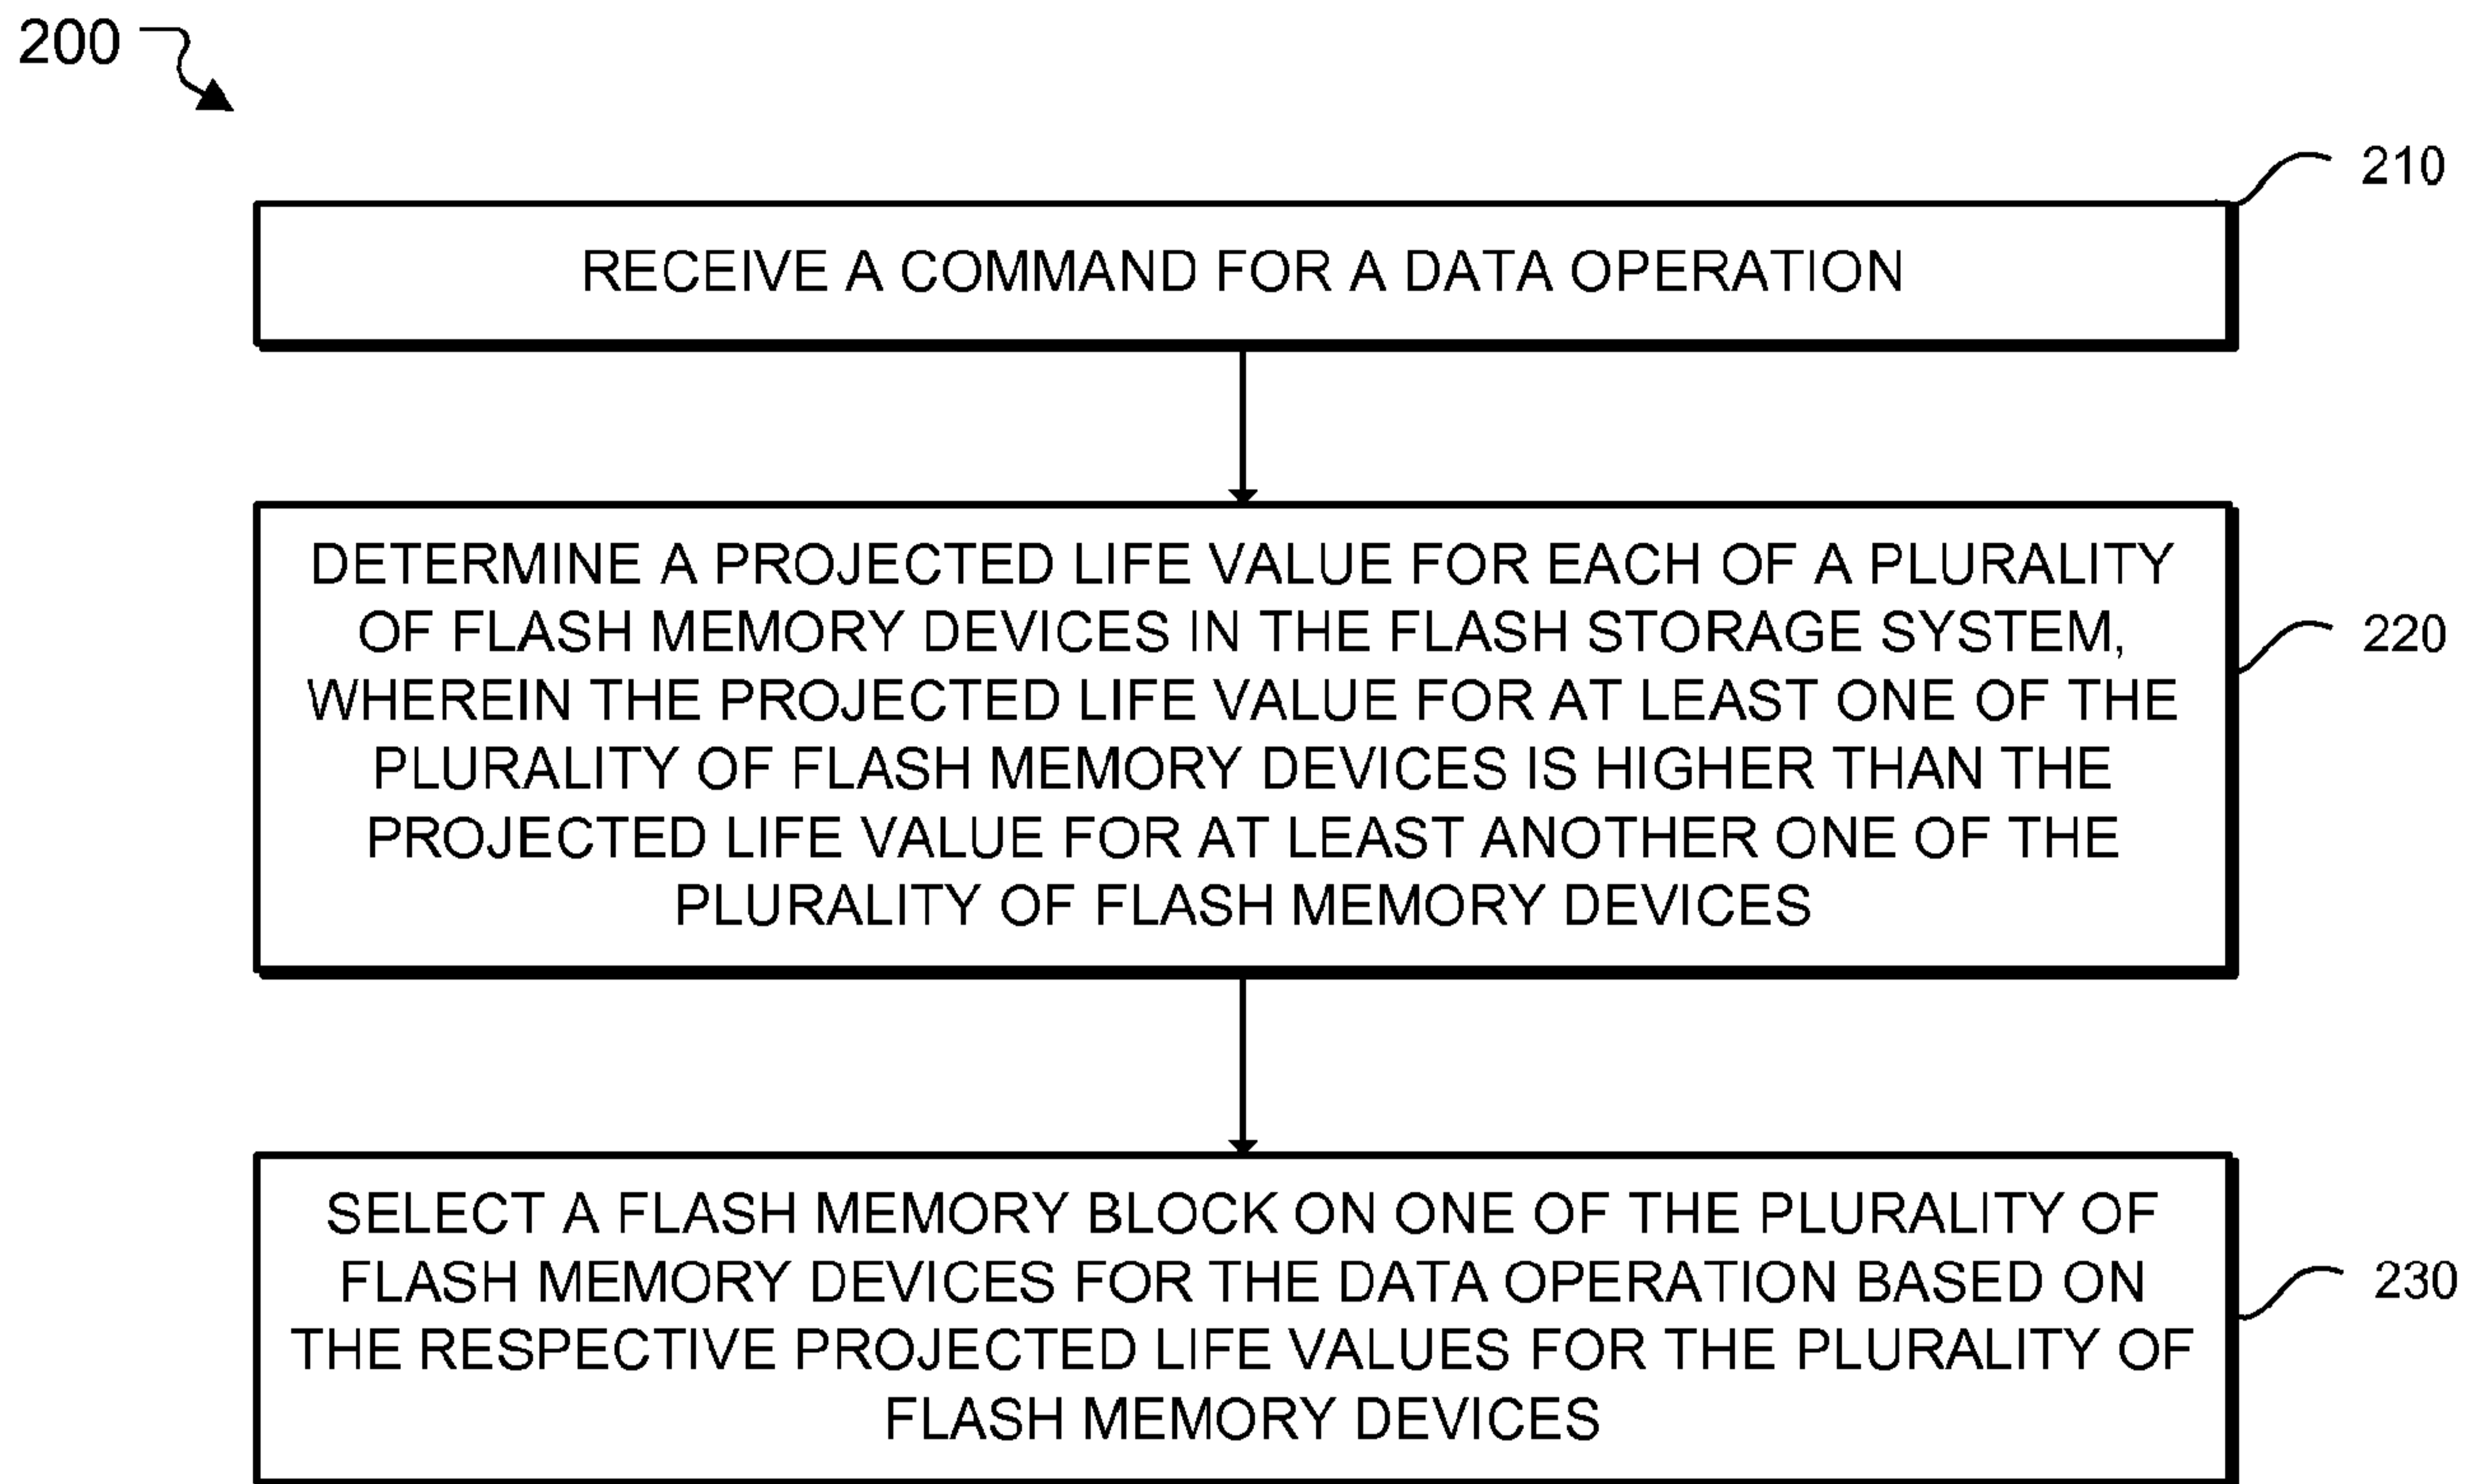 200
210
RECEIVE A COMMAND FOR A DATA OPERATION
DETERMINE A PROJECTED LIFE VALUE FOR EACH OF A PLURALITY
OF FLASH MEMORY DEVICES IN THE FLASH STORAGE SYSTEM,
WHEREIN THE PROJECTED LIFE VALUE FOR AT LEAST ONE OF THE
PLURALITY OF FLASH MEMORY DEVICES IS HIGHER THAN THE
PROJECTED LIFE VALUE FOR AT LEAST ANOTHER ONE OF THE
PLURALITY OF FLASH MEMORY DEVICES
220
SELECT A FLASH MEMORY BLOCK ON ONE OF THE PLURALITY OF
FLASH MEMORY DEVICES FOR THE DATA OPERATION BASED ON
THE RESPECTIVE PROJECTED LIFE VALUES FOR THE PLURALITY OF
FLASH MEMORY DEVICES
230